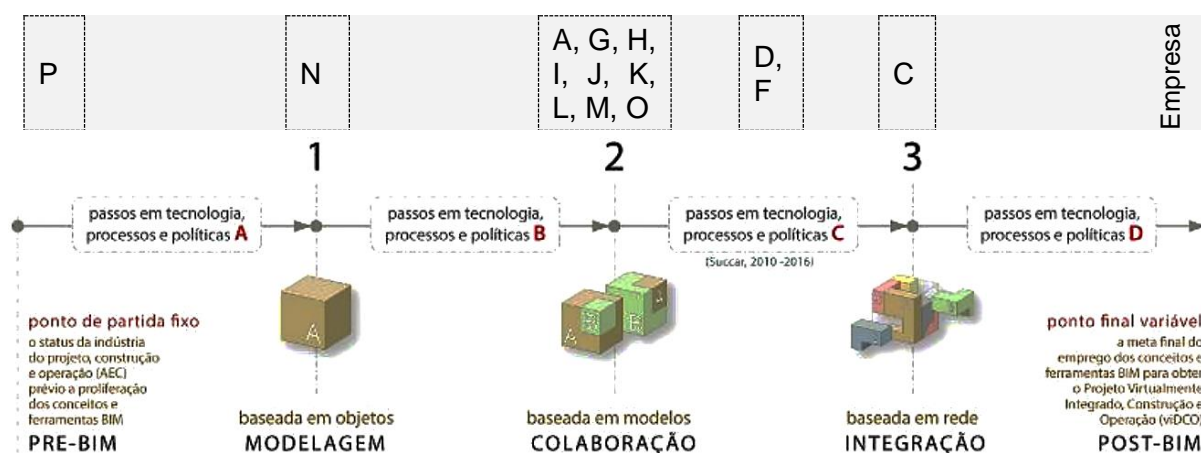 P
N
A, G, H,
I, J, K,
L, M, O
D,
F
C
Empresa
1
2
3
passos em tecnologia,
processos e políticas A
passos em tecnologia,
processos e políticas B
passos em tecnologia,
processos e políticas C
(Succar, 2010 -2016)
passos em tecnologia,
processos e políticas D
ponto de partida fixo
o status da indústria
do projeto, construção
e operação (AEC)
prévio a proliferação
dos conceitos e
ferramentas BIM
PRE-BIM
A
baseada em objetos
MODELAGEM
A
A
baseada em modelos
COLABORAÇÃO
baseada em rede
INTEGRAÇÃO
ponto final variável
a meta final do
emprego dos conceitos e
ferramentas BIM para obter
o Projeto Virtualmente
Integrado, Construção e
Operação (viDCO)
POST-BIM